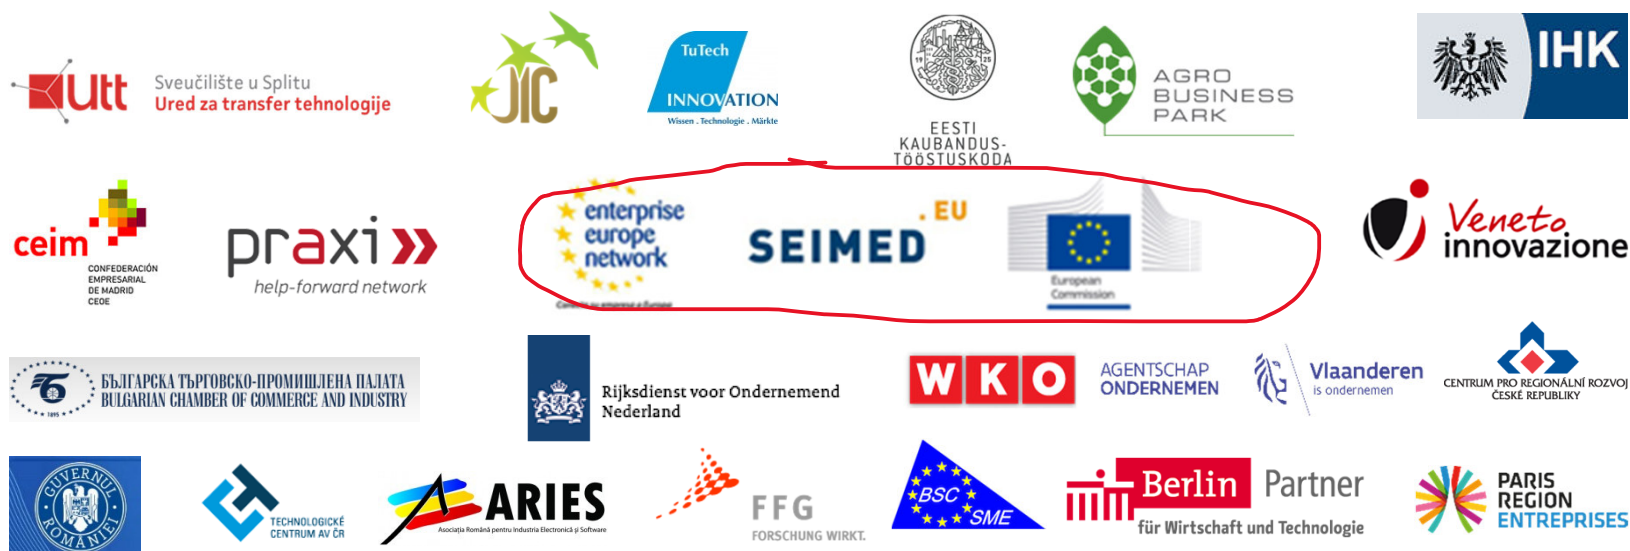 Utt
Sveučilište u Splitu
Ured za transfer tehnologije
JIC
TuTech
INNOVATION
Wissen . Technologie . Märkte
19 25
EESTI
KAUBANDUS-
TÖÖSTUSKODA
AGRO
BUSINESS
PARK
IHK
ceim
CONFEDERACIÓN
EMPRESARIAL
DE MADRID
CEOE
praxi
help-forward network
enterprise
europe
network
SEIMED
.EU
European
Commission
Veneto
innovazione
1895
БЪЛГАРСКА ТЪРГОВСКО-ПРОМИШЛЕНА ПАЛАТА
BULGARIAN CHAMBER OF COMMERCE AND INDUSTRY
Rijksdienst voor Ondernemend
Nederland
WKO
AGENTSCHAP
ONDERNEMEN
Vlaanderen
is ondernemen
CENTRUM PRO REGIONÁLNÍ ROZVOJ
ČESKÉ REPUBLIKY
GUVERNUL
ROMÂNIEI
TECHNOLOGICKÉ
CENTRUM AV ČR
ARIES
Asociația Română pentru Industria Electronică și Software
FFG
FORSCHUNG WIRKT.
BSC
SME
Berlin Partner
für Wirtschaft und Technologie
PARIS
REGION
ENTREPRISES